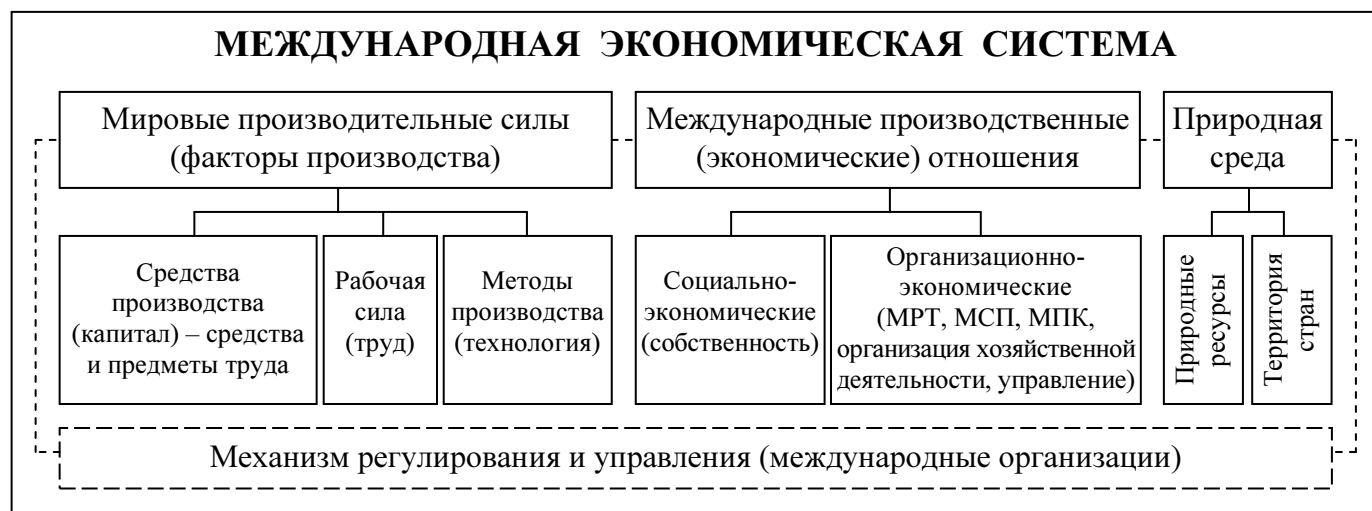 МЕЖДУНАРОДНАЯ ЭКОНОМИЧЕСКАЯ СИСТЕМА
Мировые производительные силы
(факторы производства)
Международные производственные
(экономические) отношения
Природная
среда
Средства
производства
(капитал) – средства
и предметы труда
Рабочая
сила
(труд)
Методы
производства
(технология)
Социально-
экономические
(собственность)
Организационно-
экономические
(МРТ, МСП, МПК,
организация хозяйственной
деятельности, управление)
Природные
ресурсы
Территория
стран
Механизм регулирования и управления (международные организации)